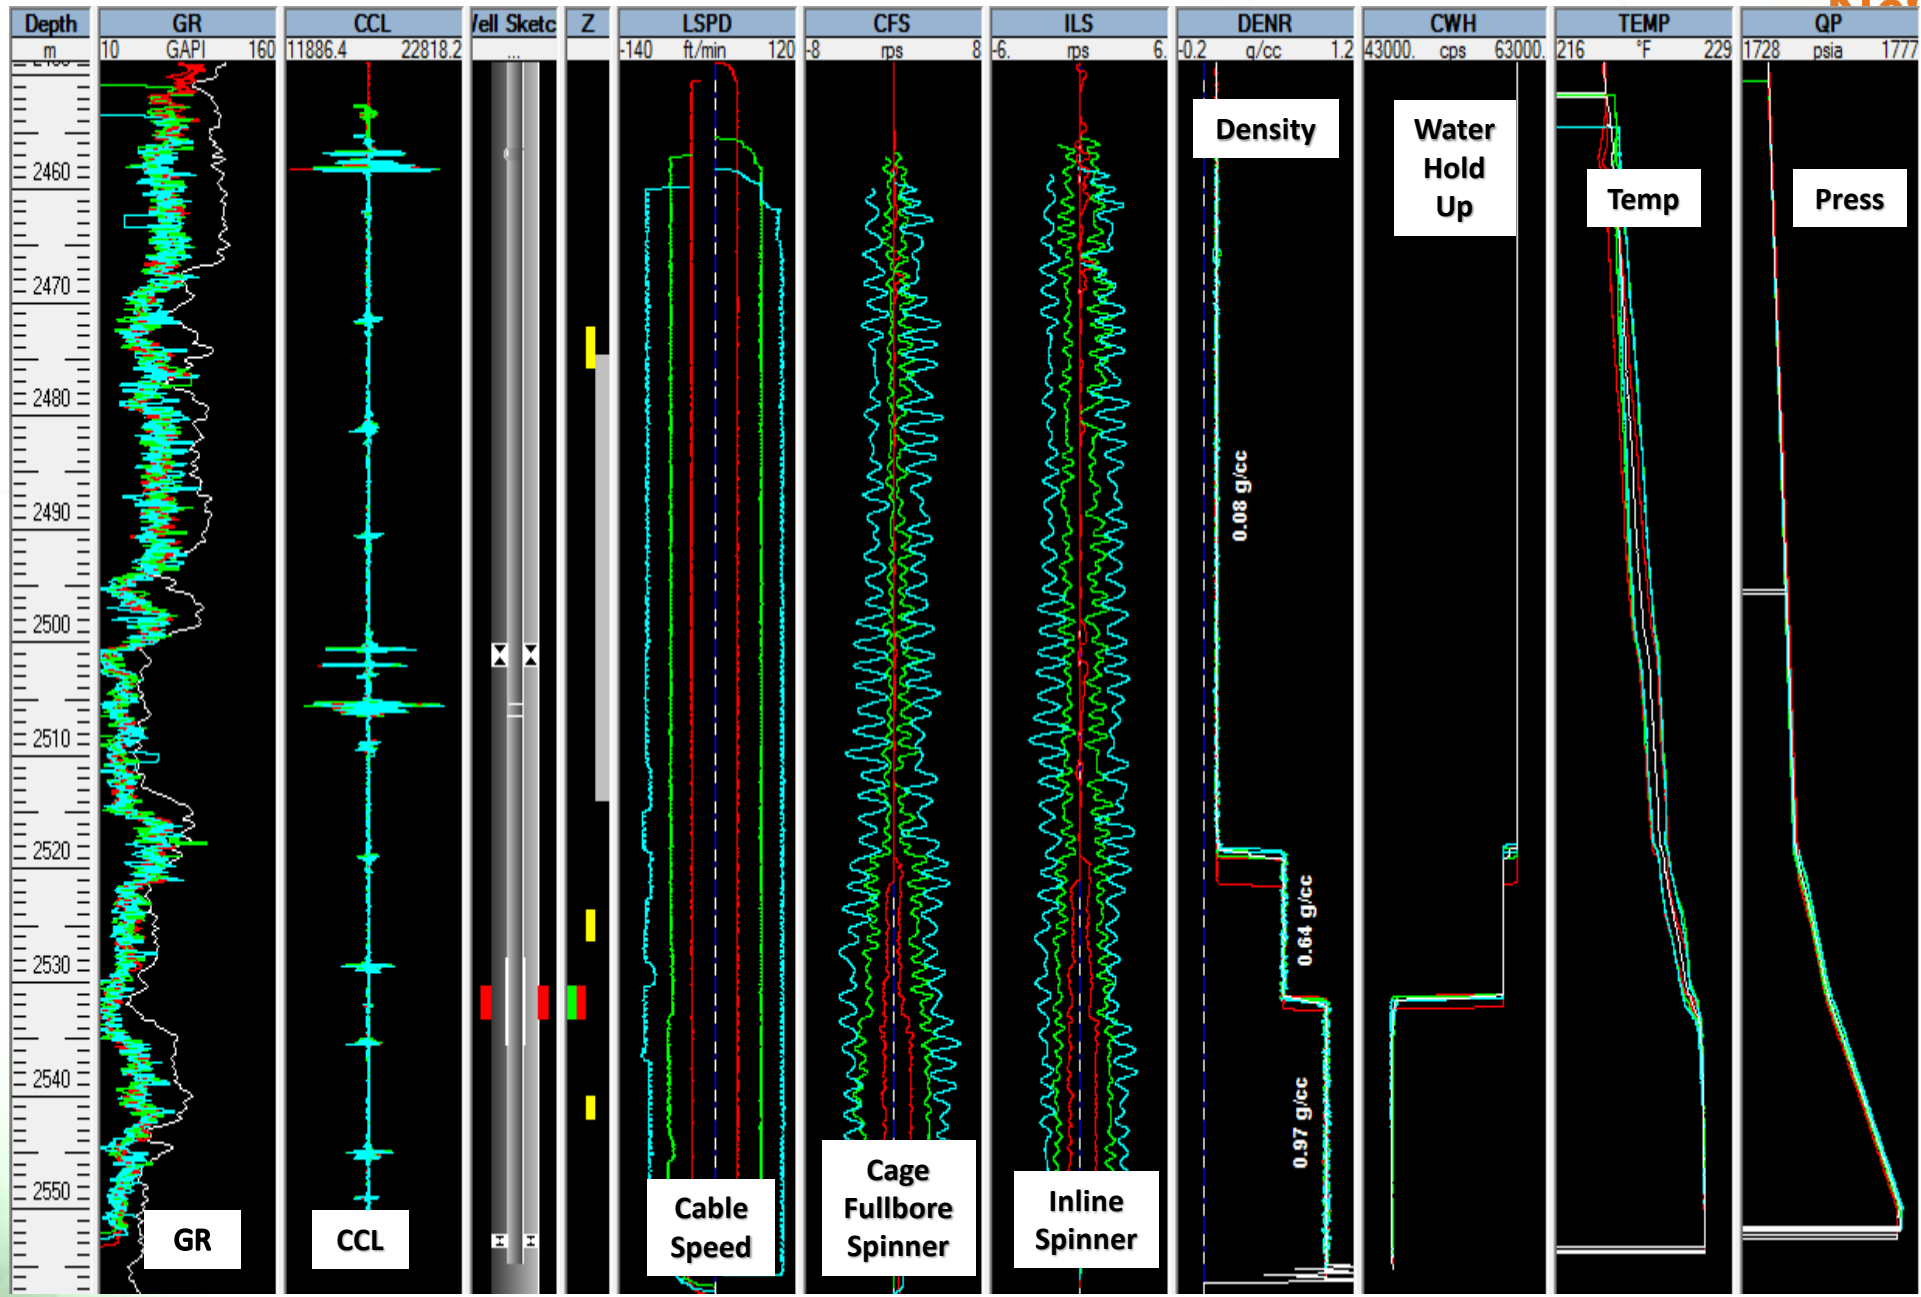 Depth GR CCL Well Sketc Z LSPD CFS ILS DENR CWH TEMP QP
m 10 GAPI 160 11886.4 22818.2 ... -140 ft/min 120 -8 rps 8 -6. rps 6. -0.2 g/cc 1.2 43000. cps 63000. 216 °F 229 1728 psia 1777
Density
Water
Hold
Up
Temp
Press
2460
2470
2480
2490
2500
2510
2520
2530
2540
2550
0.08 g/cc
0.64 g/cc
0.97 g/cc
GR
CCL
Cable
Speed
Cage
Fullbore
Spinner
Inline
Spinner